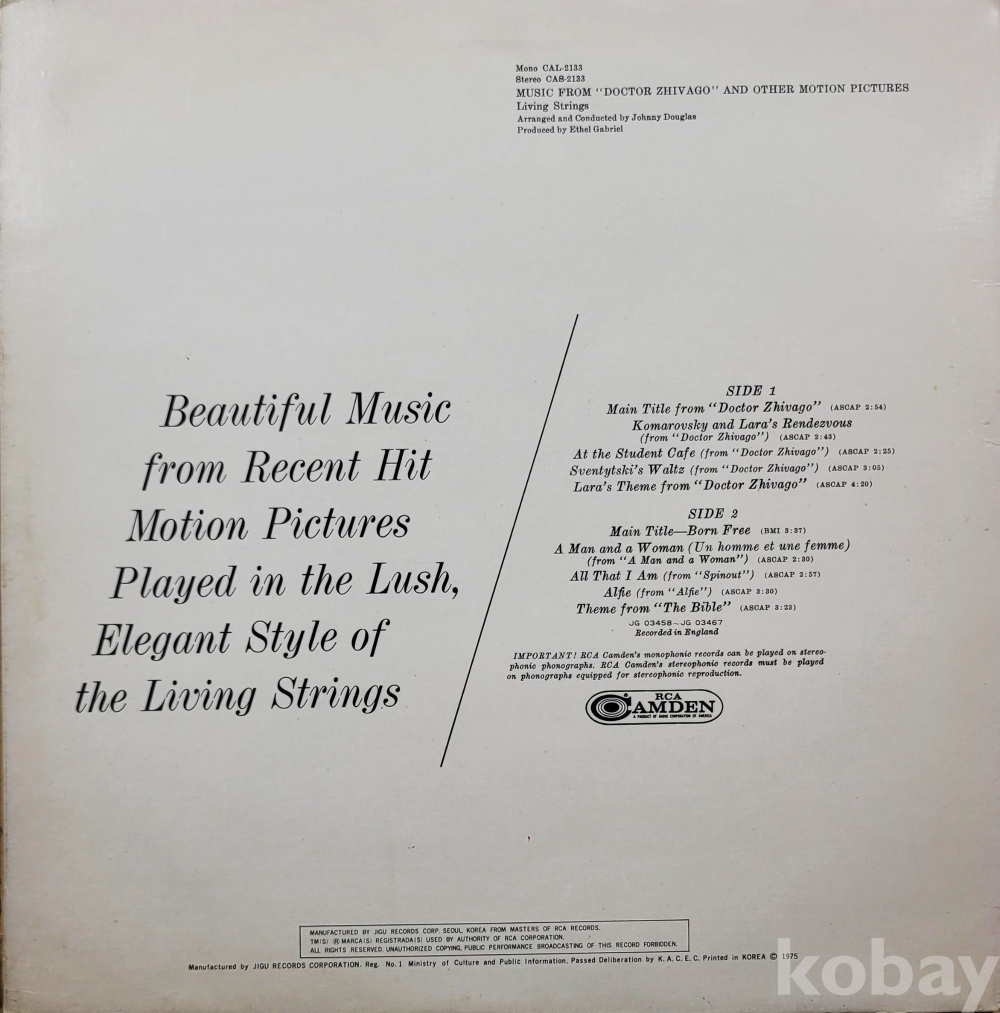 Mono CAL-2133
Stereo CAS-2133
MUSIC FROM "DOCTOR ZHIVAGO" AND OTHER MOTION PICTURES
Living Strings
Arranged and Conducted by Johnny Douglas
Produced by Ethel Gabriel
Beautiful Music
from Recent Hit
Motion Pictures
Played in the Lush,
Elegant Style of
the Living Strings
SIDE 1
Main Title from "Doctor Zhivago" (ASCAP 2:54)
Komarovsky and Lara's Rendezvous
(from "Doctor Zhivago") (ASCAP 2:43)
At the Student Cafe (from "Doctor Zhivago") (ASCAP 2:25)
Sventytski's Waltz (from "Doctor Zhivago") (ASCAP 3:05)
Lara's Theme from "Doctor Zhivago" (ASCAP 4:20)
SIDE 2
Main Title—Born Free (BMI 3:37)
A Man and a Woman (Un homme et une femme)
(from "A Man and a Woman") (ASCAP 2:30)
All That I Am (from "Spinout") (ASCAP 2:57)
Alfie (from "Alfie") (ASCAP 3:30)
Theme from "The Bible" (ASCAP 3:23)
JG 03458~JG 03467
Recorded in England
IMPORTANT! RCA Camden's monophonic records can be played on stereo-
phonic phonographs. RCA Camden's stereophonic records must be played
on phonographs equipped for stereophonic reproduction.
RCA
CAMDEN
A PRODUCT OF RADIO CORPORATION OF AMERICA
MANUFACTURED BY JIGU RECORDS CORP. SEOUL, KOREA FROM MASTERS OF RCA RECORDS.
TM(S) ® MARCA(S) REGISTRADA(S) USED BY AUTHORITY OF RCA CORPORATION.
ALL RIGHTS RESERVED. UNAUTHORIZED COPYING, PUBLIC PERFORMANCE BROADCASTING OF THIS RECORD FORBIDDEN.
Manufactured by JIGU RECORDS CORPORATION. Reg. No. 1 Ministry of Culture and Public Information. Passed Deliberation by K. A. C. E. C. Printed in KOREA © 1975
kobay